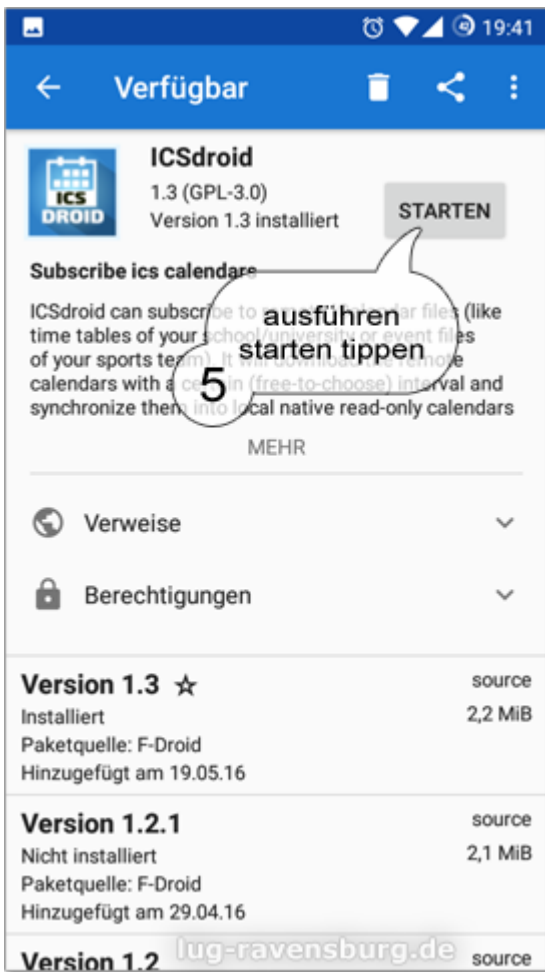 19:41
Verfügbar
ICSdroid
1.3 (GPL-3.0)
Version 1.3 installiert
ICS
DROID
STARTEN
Subscribe ics calendars
ICSdroid can subscribe to remote iCalendar files (like
time tables of your school/university or event files
of your sports team). It will download the remote
calendars with a certain (free-to-choose) interval and
synchronize them into local native read-only calendars
ausführen
starten tippen
5
MEHR
Verweise
Berechtigungen
Version 1.3 ☆
source
Installiert
2,2 MiB
Paketquelle: F-Droid
Hinzugefügt am 19.05.16
Version 1.2.1
source
Nicht installiert
2,1 MiB
Paketquelle: F-Droid
Hinzugefügt am 29.04.16
Version 1.2
source
lug-ravensburg.de